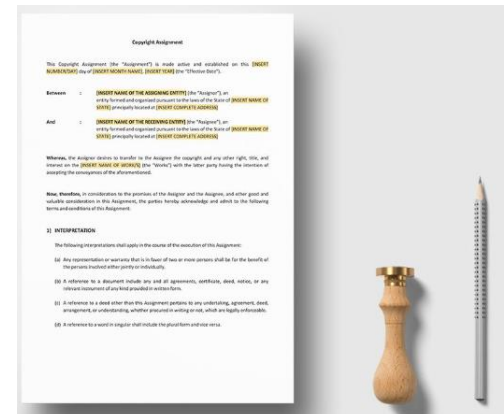 Copyright Assignment
This Copyright Assignment (the "Assignment") is made active and established on this [INSERT
NUMBER/DAY] day of [INSERT MONTH NAME], [INSERT YEAR] (the "Effective Date").
Between : [INSERT NAME OF THE ASSIGNING ENTITY] (the "Assignor"), an
entity formed and organized pursuant to the laws of the State of [INSERT NAME OF
STATE] principally located at [INSERT COMPLETE ADDRESS]
And : [INSERT NAME OF THE RECEIVING ENTITY] (the "Assignee"), an
entity formed and organized pursuant to the laws of the State of [INSERT NAME OF
STATE] principally located at [INSERT COMPLETE ADDRESS]
Whereas, the Assignor desires to transfer to the Assignee the copyright and any other right, title, and
interest on the [INSERT NAME OF WORK/S] (the "Works") with the latter party having the intention of
accepting the conveyances of the aforementioned.
Now, therefore, in consideration to the promises of the Assignor and the Assignee, and other good and
valuable consideration in this Assignment, the parties hereby acknowledge and admit to the following
terms and conditions of this Assignment.
1) INTERPRETATION
The following interpretations shall apply in the course of the execution of this Assignment:
(a) Any representation or warranty that is in favor of two or more persons shall be for the benefit of
the persons involved either jointly or individually.
(b) A reference to a document include any and all agreements, certificate, deed, notice, or any
relevant instrument of any kind provided in written form.
(c) A reference to a deed other than this Assignment pertains to any undertaking, agreement, deed,
arrangement, or understanding, whether procured in writing or not, which are legally enforceable.
(d) A reference to a word in singular shall include the plural form and vice versa.